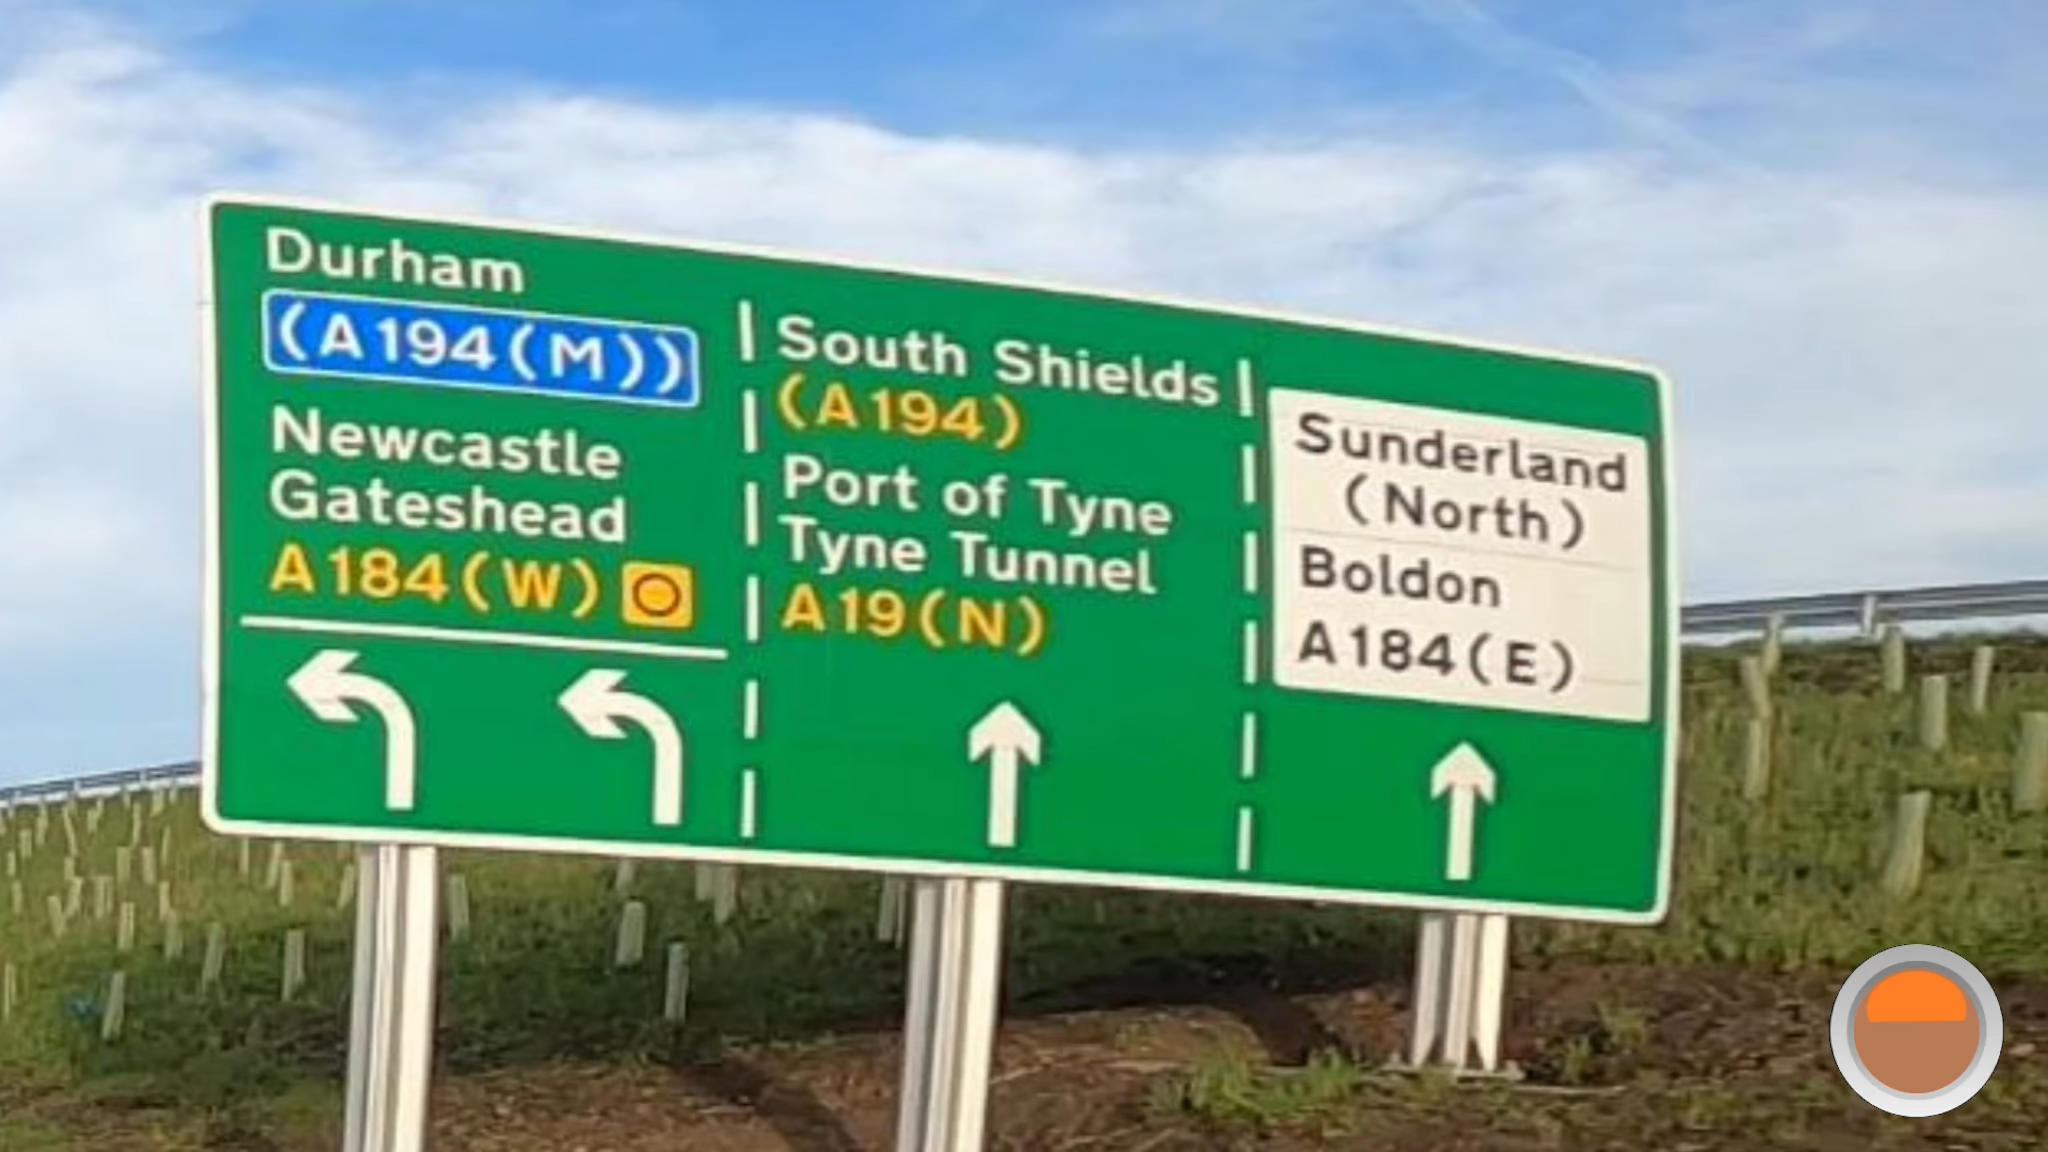 Durham
(A194(M))
Newcastle
Gateshead
A184(W)
South Shields
(A194)
Port of Tyne
Tyne Tunnel
A19(N)
Sunderland
(North)
Boldon
A184(E)